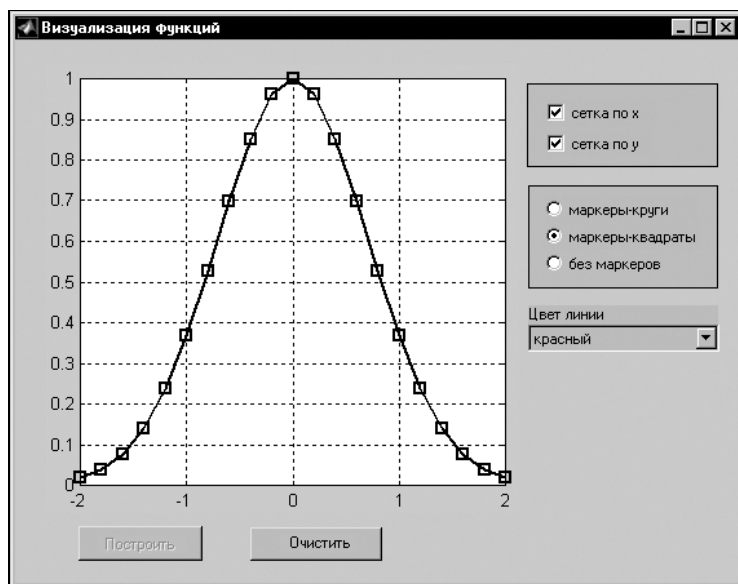 Визуализация функций
1
0.9
0.8
0.7
0.6
0.5
0.4
0.3
0.2
0.1
0
-2
-1
0
1
2
сетка по x
сетка по y
маркеры-круги
маркеры-квадраты
без маркеров
Цвет линии
красный
Построить
Очистить